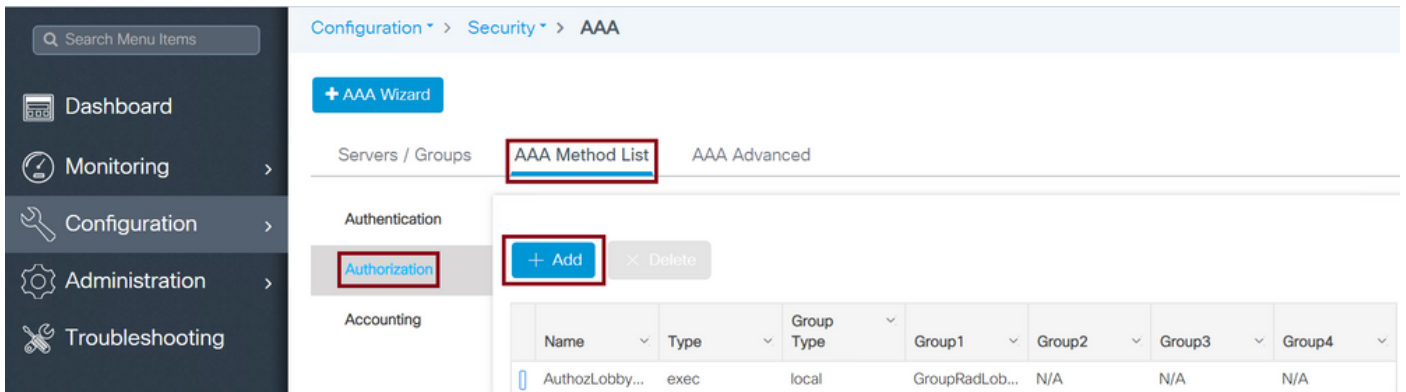 Search Menu Items
Dashboard
Monitoring
Configuration
Administration
Troubleshooting
Configuration > Security > AAA
+ AAA Wizard
Servers / Groups AAA Method List AAA Advanced
Authentication
Authorization
Accounting
+ Add × Delete
Name Type Group Type Group1 Group2 Group3 Group4
AuthozLobby... exec local GroupRadLob... N/A N/A N/A